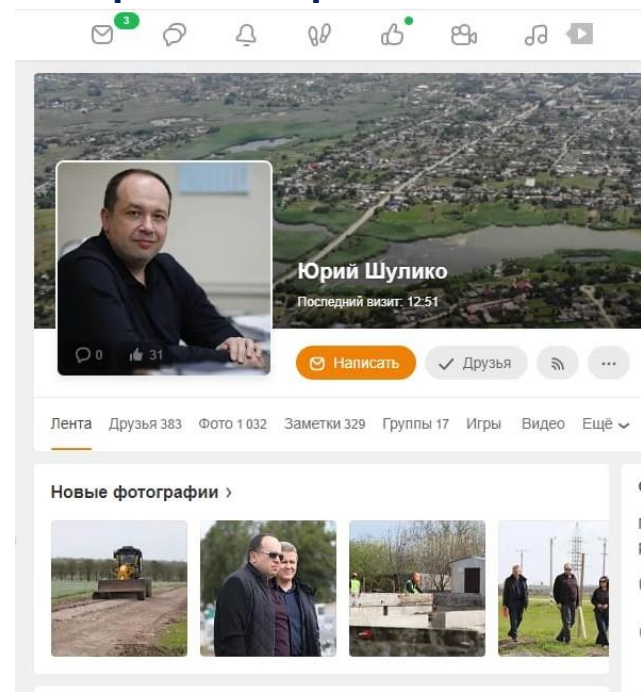 3
Юрий Шулико
Последний визит: 12:51
0 31
Написать Друзья
Лента Друзья 383 Фото 1 032 Заметки 329 Группы 17 Игры Видео Ещё
Новые фотографии